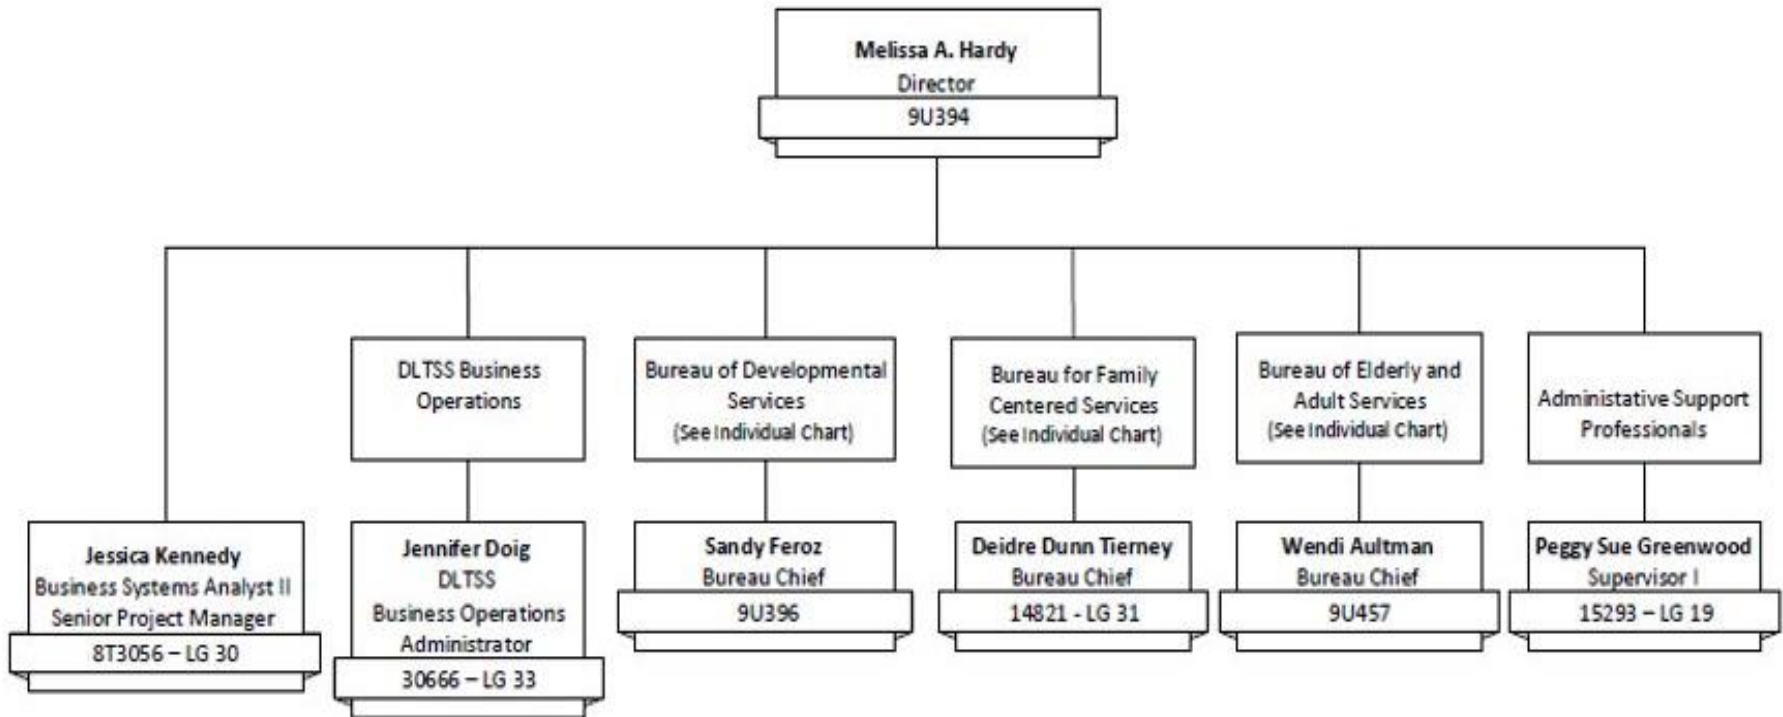 Melissa A. Hardy
Director
9U394
DLTSS Business
Operations
Bureau of Developmental
Services
(See Individual Chart)
Bureau for Family
Centered Services
(See Individual Chart)
Bureau of Elderly and
Adult Services
(See Individual Chart)
Administative Support
Professionals
Jessica Kennedy
Business Systems Analyst II
Senior Project Manager
8T3056 – LG 30
Jennifer Doig
DLTSS
Business Operations
Administrator
30666 – LG 33
Sandy Feroz
Bureau Chief
9U396
Deidre Dunn Tierney
Bureau Chief
14821 - LG 31
Wendi Aultman
Bureau Chief
9U457
Peggy Sue Greenwood
Supervisor I
15293 – LG 19